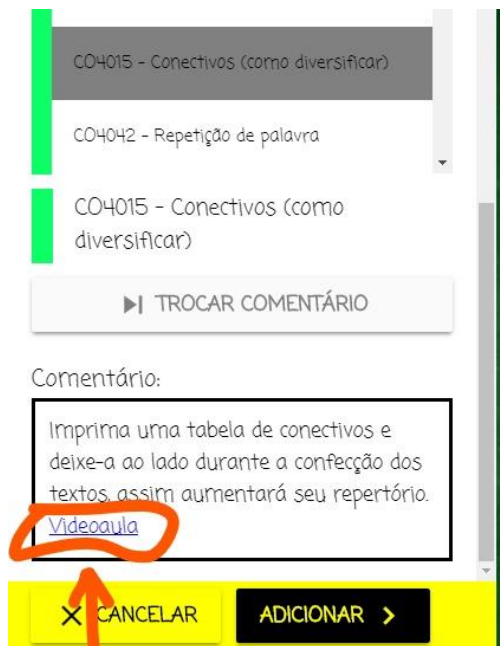 CO4015 - Conectivos (como diversificar)
CO4042 - Repetição de palavra
CO4015 - Conectivos (como
diversificar)
TROCAR COMENTÁRIO
Comentário:
Imprima uma tabela de conectivos e
deixe-a ao lado durante a confecção dos
textos, assim aumentará seu repertório.
Videoaula
CANCELAR
ADICIONAR